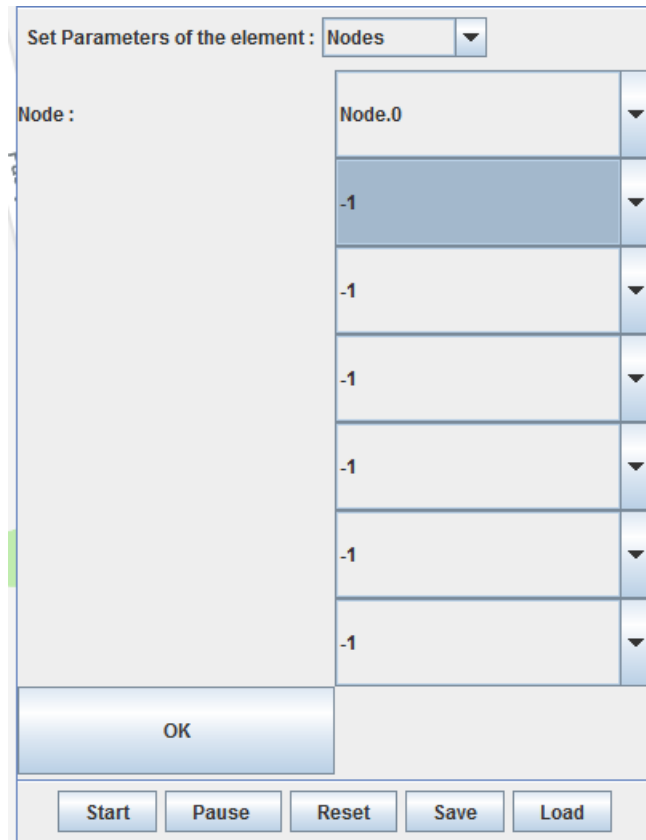 Set Parameters of the element : Nodes
Node : Node.0
-1
-1
-1
-1
-1
-1
OK
Start Pause Reset Save Load